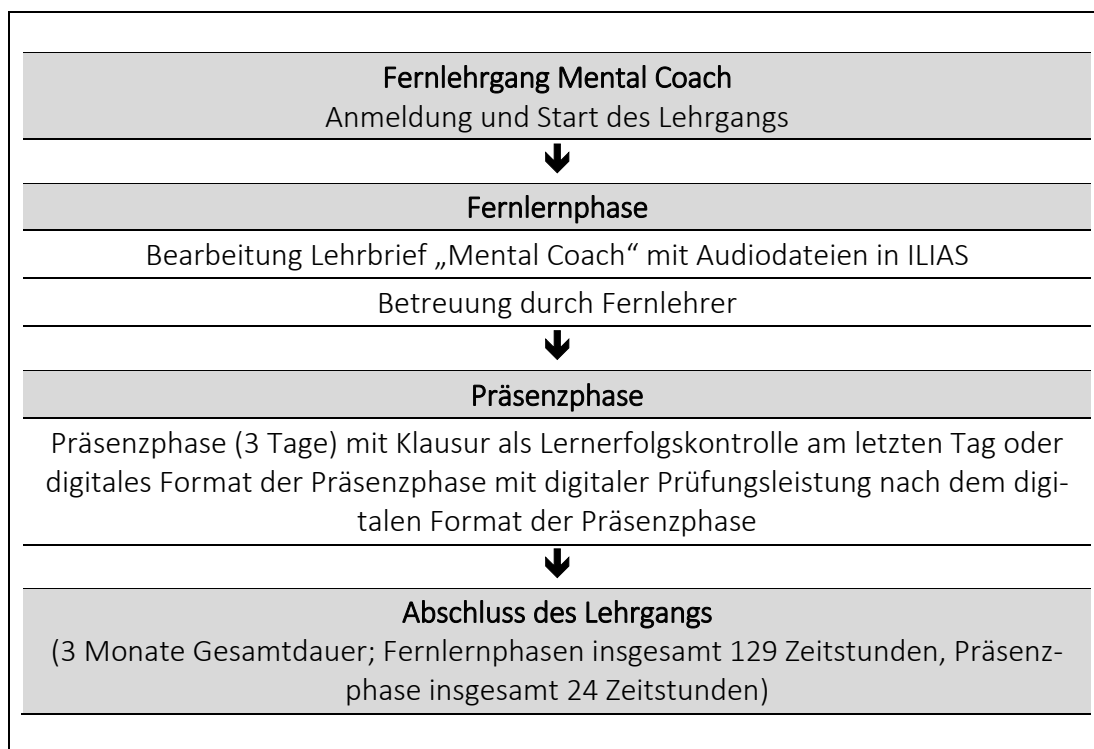 Fernlehrgang Mental Coach
Anmeldung und Start des Lehrgangs
Fernlernphase
Bearbeitung Lehrbrief „Mental Coach“ mit Audiodateien in ILIAS
Betreuung durch Fernlehrer
Präsenzphase
Präsenzphase (3 Tage) mit Klausur als Lernerfolgskontrolle am letzten Tag oder
digitales Format der Präsenzphase mit digitaler Prüfungsleistung nach dem digi-
talen Format der Präsenzphase
Abschluss des Lehrgangs
(3 Monate Gesamtdauer; Fernlernphasen insgesamt 129 Zeitstunden, Präsenz-
phase insgesamt 24 Zeitstunden)